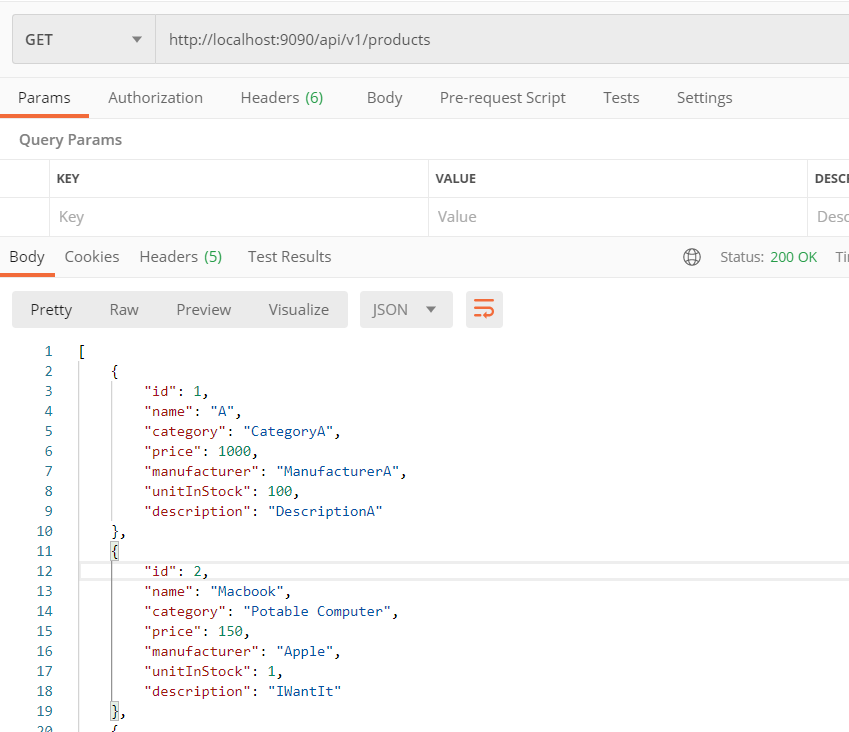 GET http://localhost:9090/api/v1/products
Params Authorization Headers (6) Body Pre-request Script Tests Settings
Query Params
KEY VALUE DESCR
Key Value Desc
Body Cookies Headers (5) Test Results Status: 200 OK Ti
Pretty Raw Preview Visualize JSON
1 [
2 {
3 "id": 1,
4 "name": "A",
5 "category": "CategoryA",
6 "price": 1000,
7 "manufacturer": "ManufacturerA",
8 "unitInStock": 100,
9 "description": "DescriptionA"
10 },
11 {
12 "id": 2,
13 "name": "Macbook",
14 "category": "Potable Computer",
15 "price": 150,
16 "manufacturer": "Apple",
17 "unitInStock": 1,
18 "description": "IWantIt"
19 },
20 {